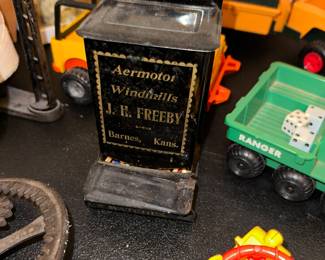 Aermotor
Windmills
J. R. FREEBY
Barnes, Kans.
RANGER